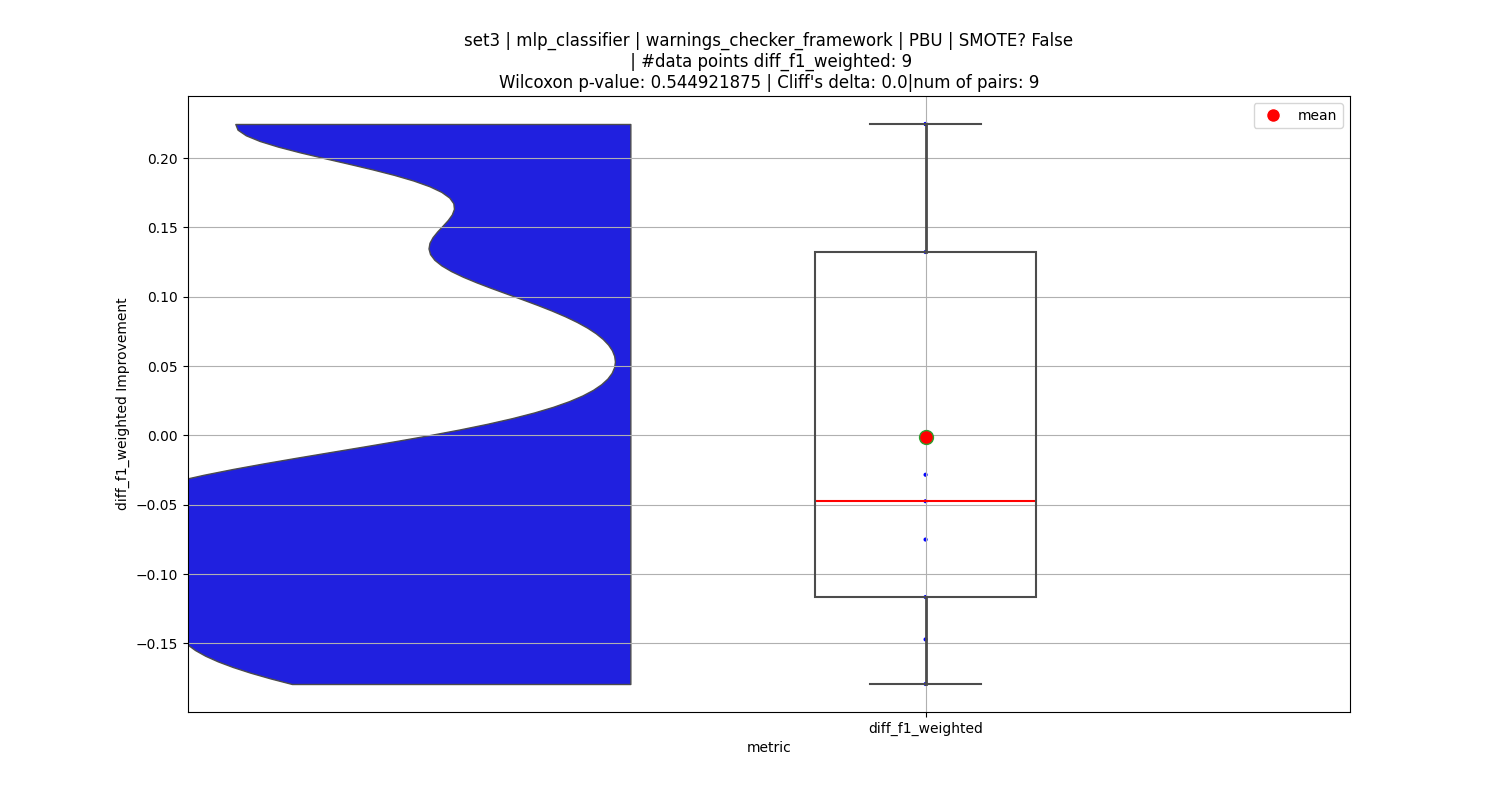 set3 | mlp_classifier | warnings_checker_framework | PBU | SMOTE? False
| #data points diff_f1_weighted: 9
Wilcoxon p-value: 0.544921875 | Cliff's delta: 0.0|num of pairs: 9
mean
0.20
0.15
0.10
0.05
0.00
−0.05
−0.10
−0.15
diff_f1_weighted Improvement
diff_f1_weighted
metric